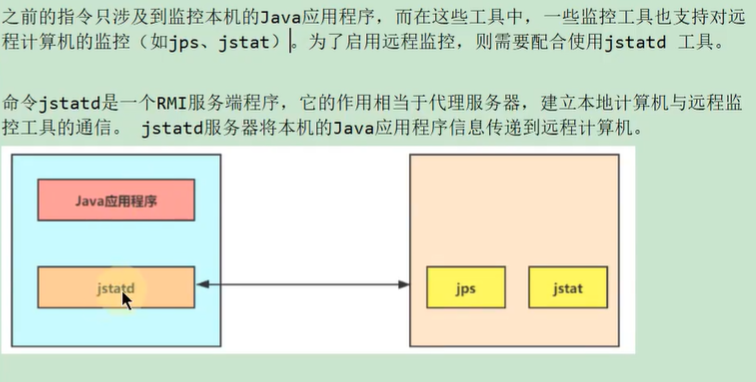 之前的指令只涉及到监控本机的Java应用程序，而在这些工具中，一些监控工具也支持对远
程计算机的监控（如jps、jstat）。为了启用远程监控，则需要配合使用jstatd 工具。
命令jstatd是一个RMI服务端程序，它的作用相当于代理服务器，建立本地计算机与远程监
控工具的通信。 jstatd服务器将本机的Java应用程序信息传递到远程计算机。
Java应用程序
jstatd
jps
jstat